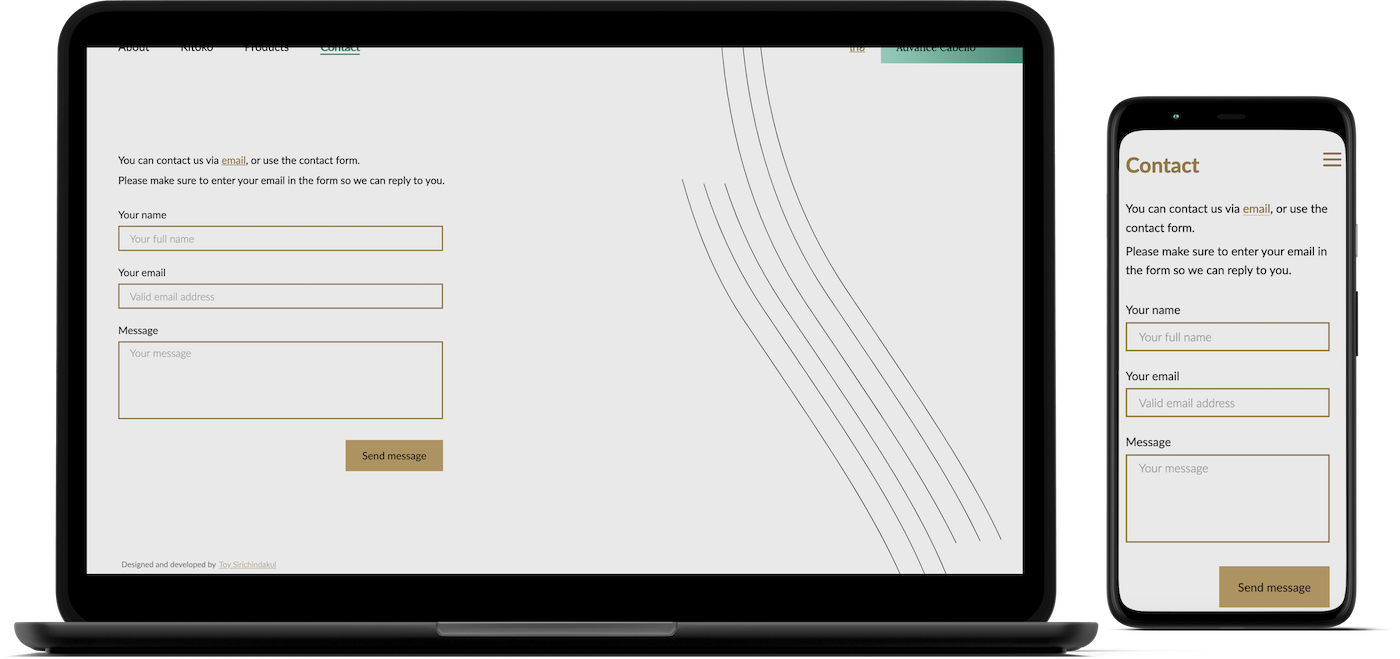 About Kitoko Products Contact
ไทย
Advance Cabello
You can contact us via email, or use the contact form.
Please make sure to enter your email in the form so we can reply to you.
Your name
Your full name
Your email
Valid email address
Message
Your message
Send message
Designed and developed by Toy Sirichindakul
Contact
You can contact us via email, or use the
contact form.
Please make sure to enter your email in
the form so we can reply to you.
Your name
Your full name
Your email
Valid email address
Message
Your message
Send message